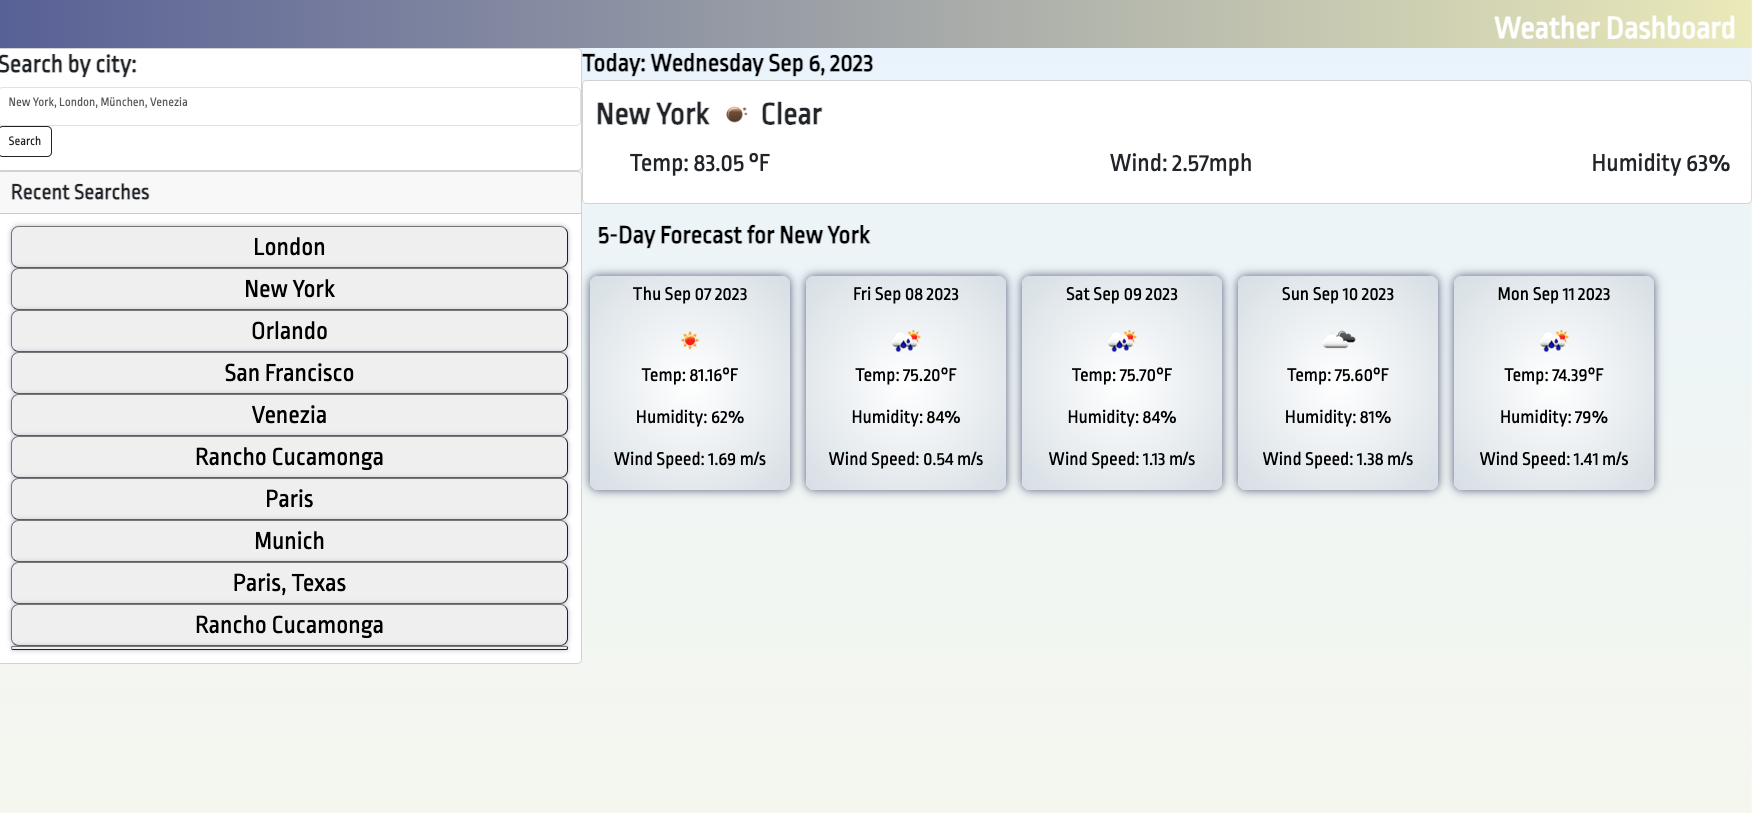 Weather Dashboard
Search by city:
New York, London, München, Venezia
Search
Recent Searches
London
New York
Orlando
San Francisco
Venezia
Rancho Cucamonga
Paris
Munich
Paris, Texas
Rancho Cucamonga
Today: Wednesday Sep 6, 2023
New York Clear
Temp: 83.05 °F Wind: 2.57mph Humidity 63%
5-Day Forecast for New York
Thu Sep 07 2023
Temp: 81.16°F
Humidity: 62%
Wind Speed: 1.69 m/s
Fri Sep 08 2023
Temp: 75.20°F
Humidity: 84%
Wind Speed: 0.54 m/s
Sat Sep 09 2023
Temp: 75.70°F
Humidity: 84%
Wind Speed: 1.13 m/s
Sun Sep 10 2023
Temp: 75.60°F
Humidity: 81%
Wind Speed: 1.38 m/s
Mon Sep 11 2023
Temp: 74.39°F
Humidity: 79%
Wind Speed: 1.41 m/s